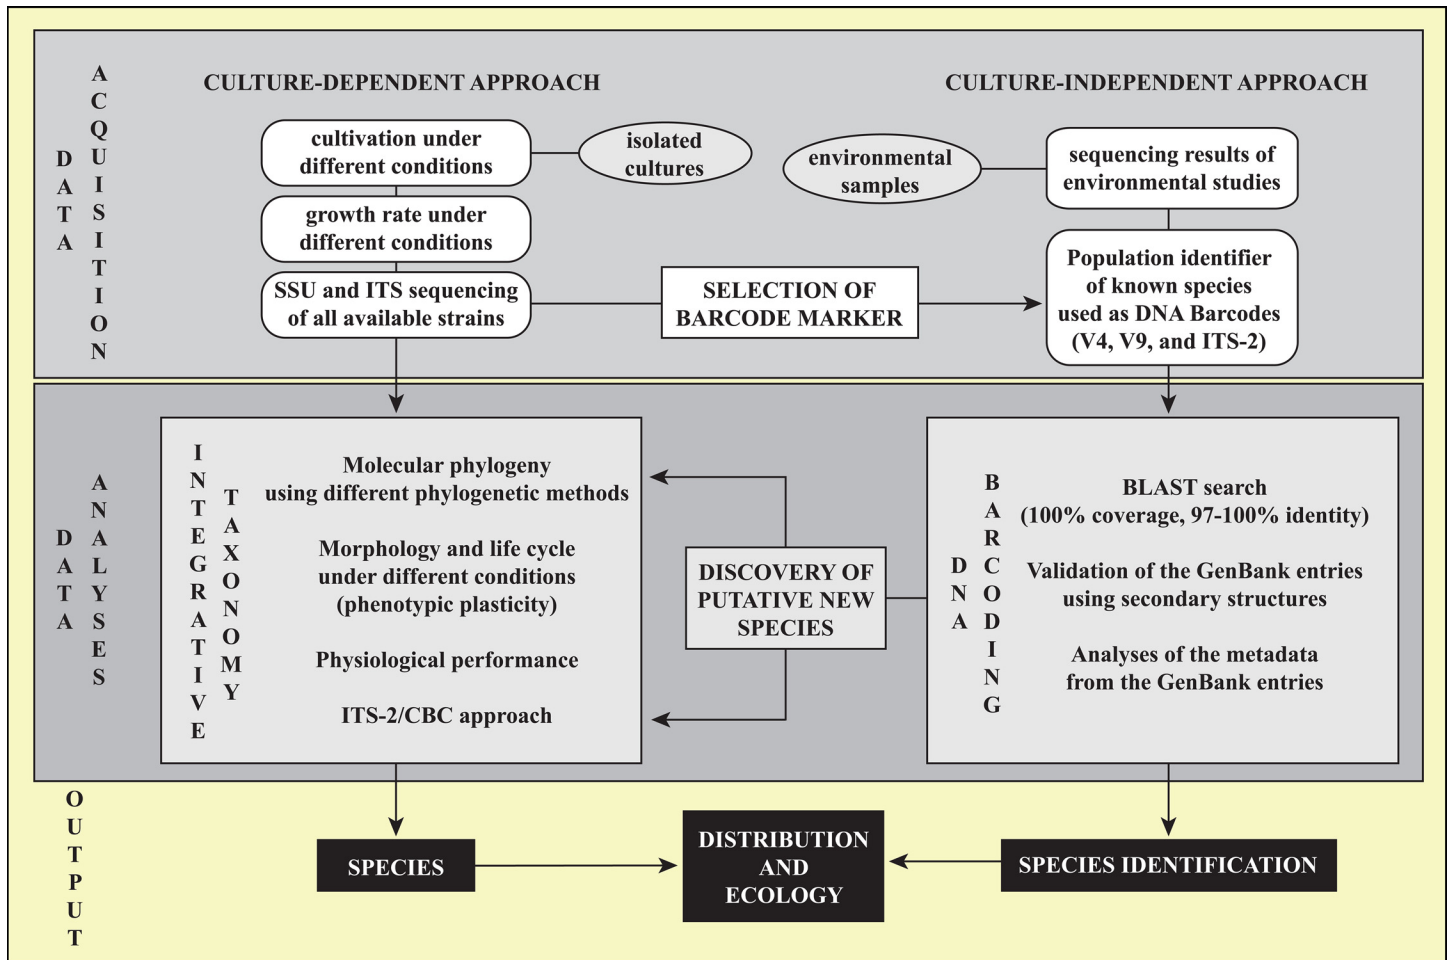 DATA
ACQUISITION
CULTURE-DEPENDENT APPROACH
cultivation under
different conditions
isolated
cultures
growth rate under
different conditions
SSU and ITS sequencing
of all available strains
SELECTION OF
BARCODE MARKER
CULTURE-INDEPENDENT APPROACH
environmental
samples
sequencing results of
environmental studies
Population identifier
of known species
used as DNA Barcodes
(V4, V9, and ITS-2)
DATA
ANALYSES
INTEGRATIVE
TAXONOMY
Molecular phylogeny
using different phylogenetic methods
Morphology and life cycle
under different conditions
(phenotypic plasticity)
Physiological performance
ITS-2/CBC approach
DISCOVERY OF
PUTATIVE NEW
SPECIES
DNA
BARCODING
BLAST search
(100% coverage, 97-100% identity)
Validation of the GenBank entries
using secondary structures
Analyses of the metadata
from the GenBank entries
OUTPUT
SPECIES
DISTRIBUTION
AND
ECOLOGY
SPECIES IDENTIFICATION